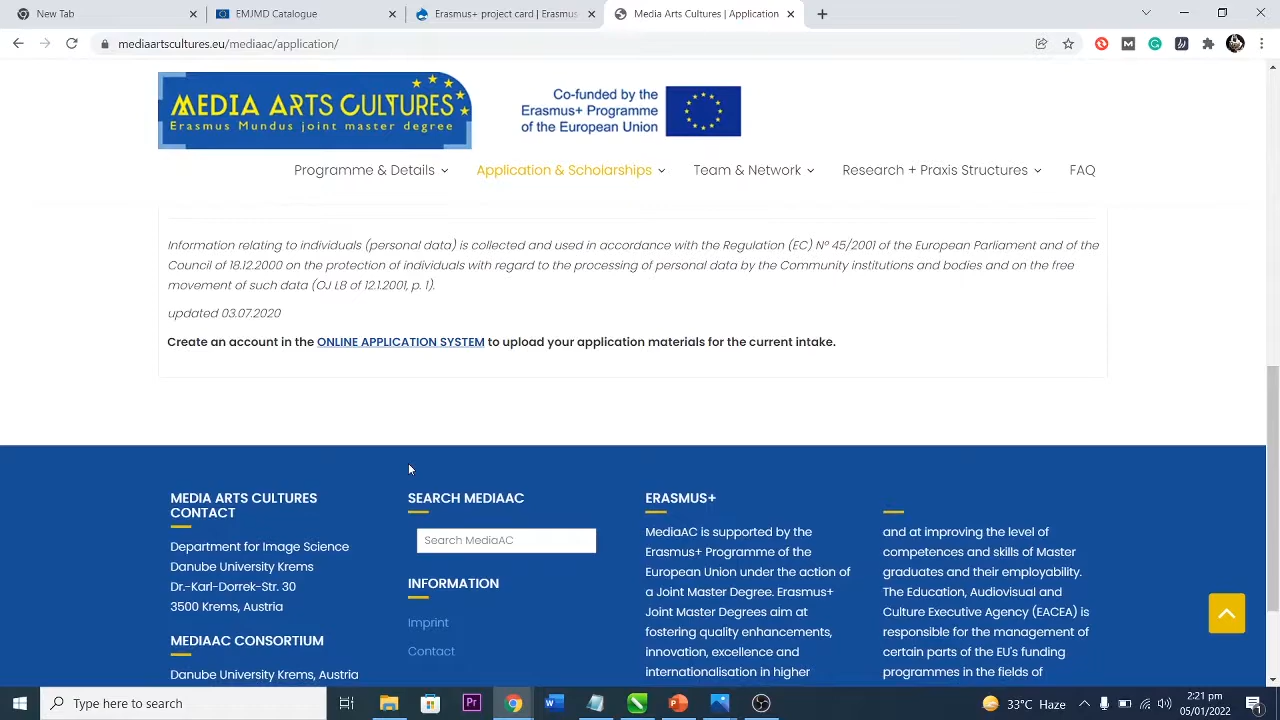 New Tab
EMJMD Catalogue
Erasmus+ project card | Erasmus
Media Arts Cultures | Application
mediaartscultures.eu/mediaac/application/
MEDIA ARTS CULTURES
Erasmus Mundus joint master degree
Co-funded by the
Erasmus+ Programme
of the European Union
Programme & Details
Application & Scholarships
Team & Network
Research + Praxis Structures
FAQ
Information relating to individuals (personal data) is collected and used in accordance with the Regulation (EC) N° 45/2001 of the European Parliament and of the
Council of 18.12.2000 on the protection of individuals with regard to the processing of personal data by the Community institutions and bodies and on the free
movement of such data (OJ L8 of 12.1.2001, p. 1).
updated 03.07.2020
Create an account in the ONLINE APPLICATION SYSTEM to upload your application materials for the current intake.
MEDIA ARTS CULTURES
CONTACT
Department for Image Science
Danube University Krems
Dr.-Karl-Dorrek-Str. 30
3500 Krems, Austria
MEDIAAC CONSORTIUM
Danube University Krems, Austria
SEARCH MEDIAAC
Search MediaAC
INFORMATION
Imprint
Contact
ERASMUS+
MediaAC is supported by the
Erasmus+ Programme of the
European Union under the action of
a Joint Master Degree. Erasmus+
Joint Master Degrees aim at
fostering quality enhancements,
innovation, excellence and
internationalisation in higher
and at improving the level of
competences and skills of Master
graduates and their employability.
The Education, Audiovisual and
Culture Executive Agency (EACEA) is
responsible for the management of
certain parts of the EU's funding
programmes in the fields of
Type here to search
33°C Haze
2:21 pm
05/01/2022